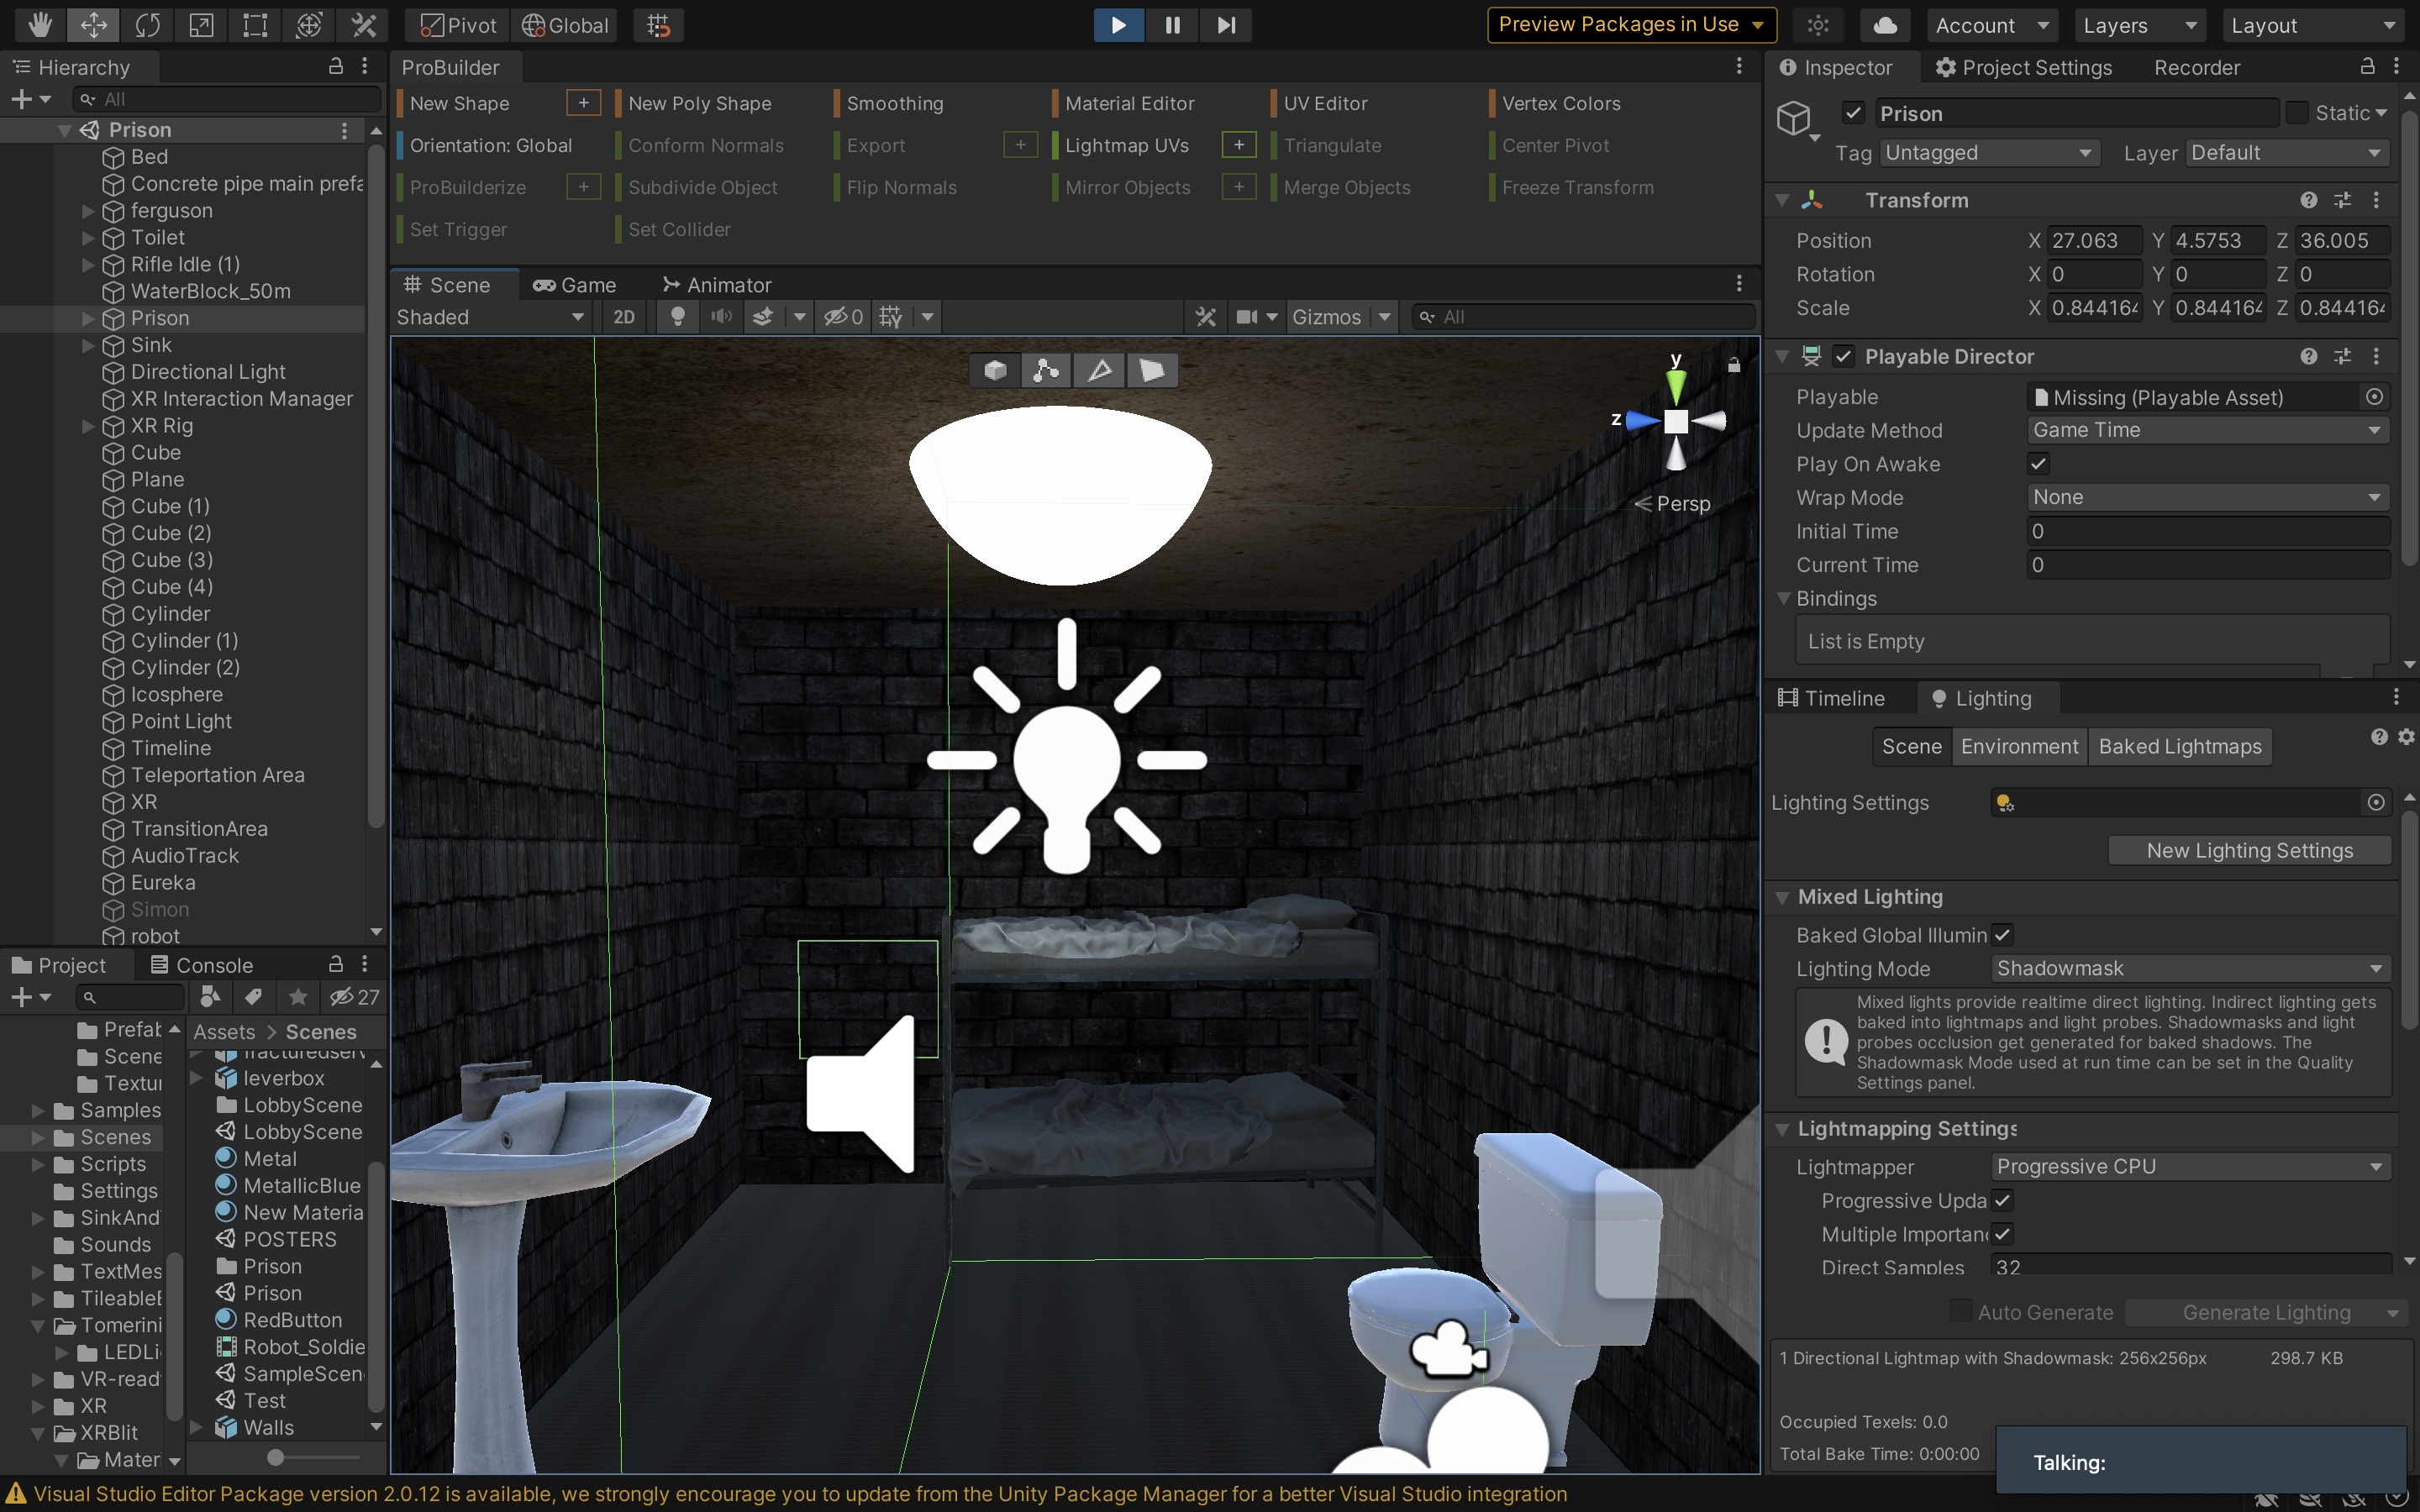 Pivot Global Preview Packages in Use Account Layers Layout
Hierarchy
All
Prison
Bed
Concrete pipe main prefa
ferguson
Toilet
Rifle Idle (1)
WaterBlock_50m
Prison
Sink
Directional Light
XR Interaction Manager
XR Rig
Cube
Plane
Cube (1)
Cube (2)
Cube (3)
Cube (4)
Cylinder
Cylinder (1)
Cylinder (2)
Icosphere
Point Light
Timeline
Teleportation Area
XR
TransitionArea
AudioTrack
Eureka
Simon
robot
ProBuilder
New Shape + New Poly Shape Smoothing Material Editor UV Editor Vertex Colors
Orientation: Global Conform Normals Export + Lightmap UVs + Triangulate Center Pivot
ProBuilderize + Subdivide Object Flip Normals Mirror Objects + Merge Objects Freeze Transform
Set Trigger Set Collider
Scene Game Animator
Shaded 2D 0 Gizmos All
y
z
Persp
Inspector Project Settings Recorder
Prison Static
Tag Untagged Layer Default
Transform
Position X 27.063 Y 4.5753 Z 36.005
Rotation X 0 Y 0 Z 0
Scale X 0.844164 Y 0.844164 Z 0.844164
Playable Director
Playable Missing (Playable Asset)
Update Method Game Time
Play On Awake
Wrap Mode None
Initial Time 0
Current Time 0
Bindings
List is Empty
Timeline Lighting
Scene Environment Baked Lightmaps
Lighting Settings
New Lighting Settings
Mixed Lighting
Baked Global Illumin
Lighting Mode Shadowmask
Mixed lights provide realtime direct lighting. Indirect lighting gets
baked into lightmaps and light probes. Shadowmasks and light
probes occlusion get generated for baked shadows. The
Shadowmask Mode used at run time can be set in the Quality
Settings panel.
Lightmapping Settings
Lightmapper Progressive CPU
Progressive Upda
Multiple Importan
Direct Samples 32
Auto Generate Generate Lighting
1 Directional Lightmap with Shadowmask: 256x256px 298.7 KB
Occupied Texels: 0.0
Total Bake Time: 0:00:00
Talking:
Project Console
27
Prefab
Scene
Textur
Samples
Scenes
Scripts
Settings
SinkAnd
Sounds
TextMes
TileableB
Tomerini
LEDLi
VR-read
XR
XRBlit
Mater
Assets > Scenes
leverbox
LobbyScene
LobbyScene
Metal
MetallicBlue
New Materia
POSTERS
Prison
Prison
RedButton
Robot_Soldie
SampleScen
Test
Walls
Visual Studio Editor Package version 2.0.12 is available, we strongly encourage you to update from the Unity Package Manager for a better Visual Studio integration